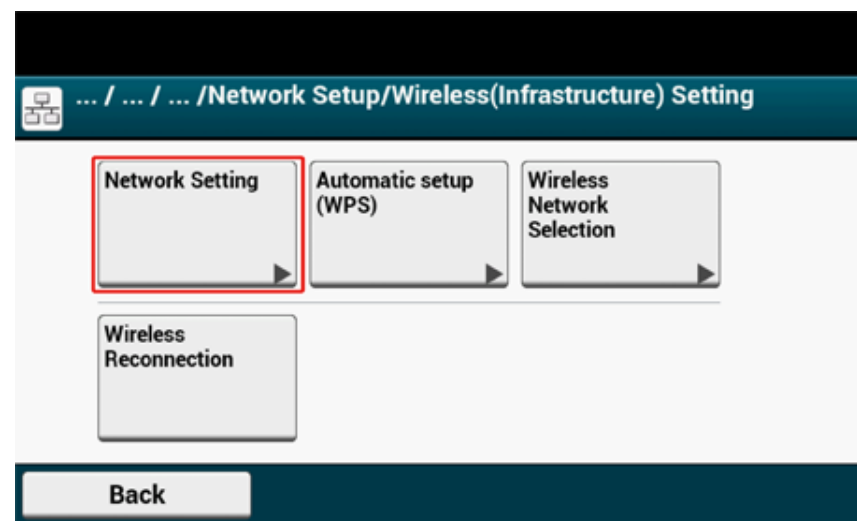 ... / ... / ... /Network Setup/Wireless(Infrastructure) Setting
Network Setting
Automatic setup
(WPS)
Wireless
Network
Selection
Wireless
Reconnection
Back